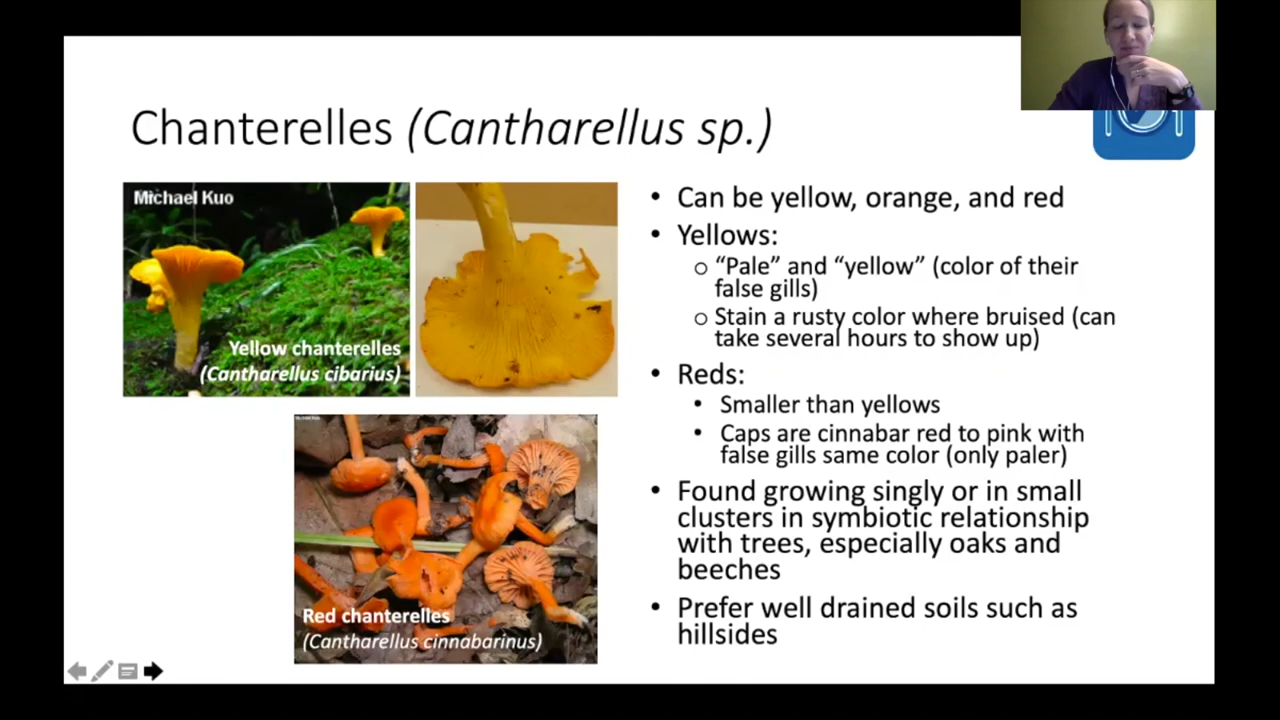 Chanterelles (Cantharellus sp.)
Michael Kuo
Yellow chanterelles
(Cantharellus cibarius)
Red chanterelles
(Cantharellus cinnabarinus)
• Can be yellow, orange, and red
• Yellows:
o “Pale” and “yellow” (color of their
false gills)
o Stain a rusty color where bruised (can
take several hours to show up)
• Reds:
• Smaller than yellows
• Caps are cinnabar red to pink with
false gills same color (only paler)
• Found growing singly or in small
clusters in symbiotic relationship
with trees, especially oaks and
beeches
• Prefer well drained soils such as
hillsides